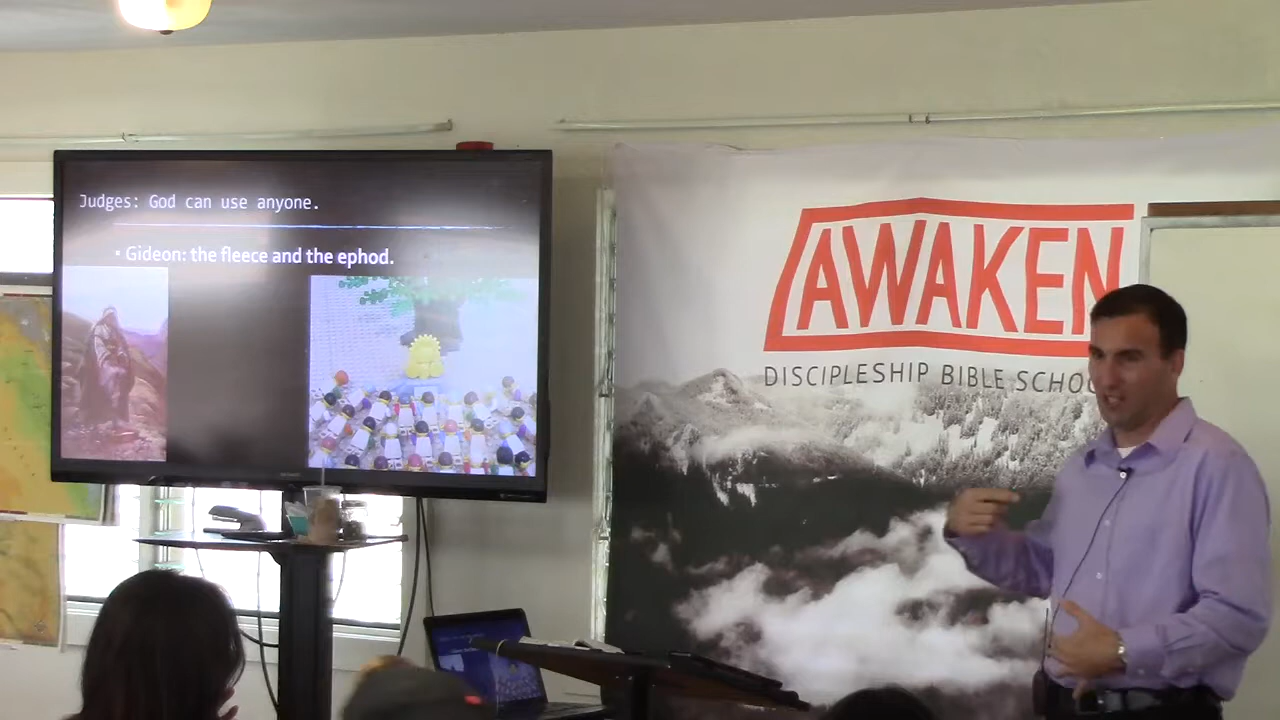 Judges: God can use anyone.
• Gideon: the fleece and the ephod.
AWAKEN
DISCIPLESHIP BIBLE SCHOO